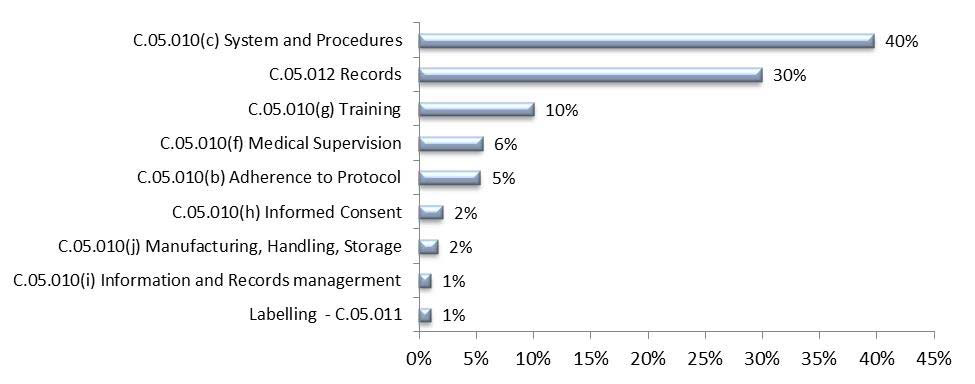 C.05.010(c) System and Procedures 40%
C.05.012 Records 30%
C.05.010(g) Training 10%
C.05.010(f) Medical Supervision 6%
C.05.010(b) Adherence to Protocol 5%
C.05.010(h) Informed Consent 2%
C.05.010(j) Manufacturing, Handling, Storage 2%
C.05.010(i) Information and Records managerment 1%
Labelling - C.05.011 1%
0% 5% 10% 15% 20% 25% 30% 35% 40% 45%